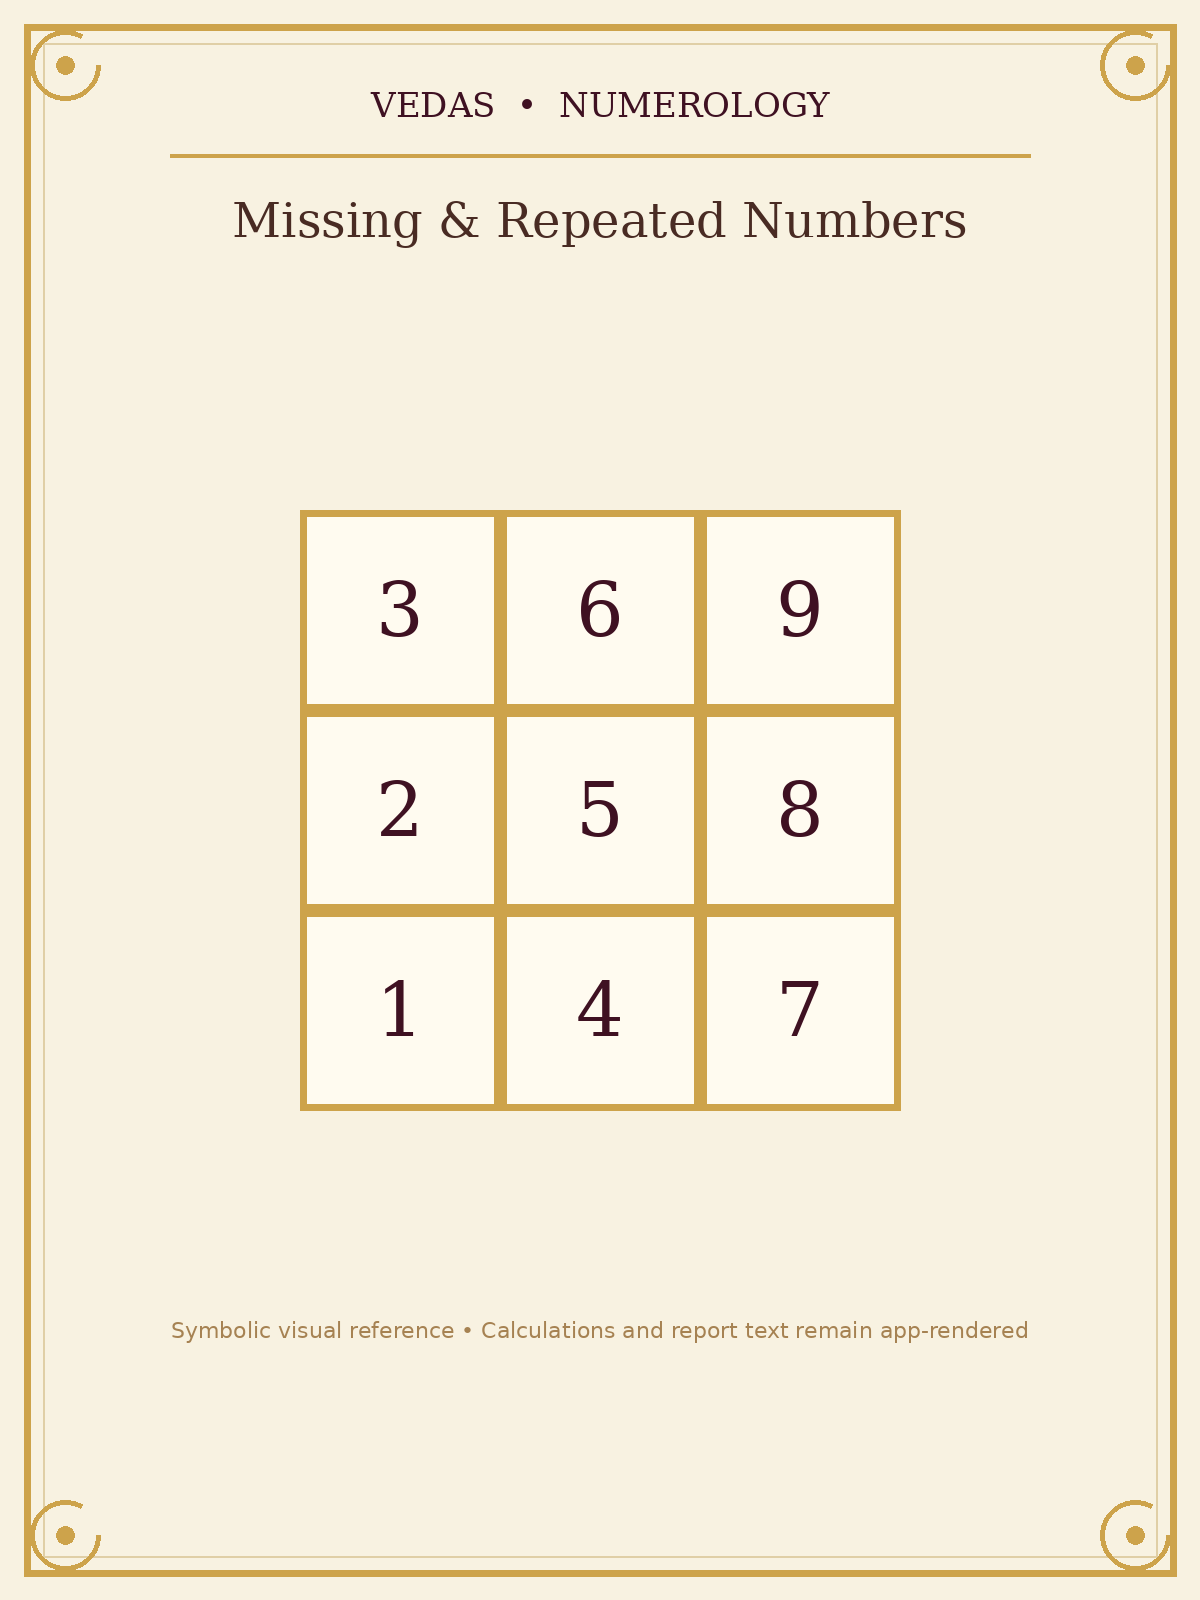 VEDAS • NUMEROLOGY
Missing & Repeated Numbers
3 6 9
2 5 8
1 4 7
Symbolic visual reference • Calculations and report text remain app-rendered